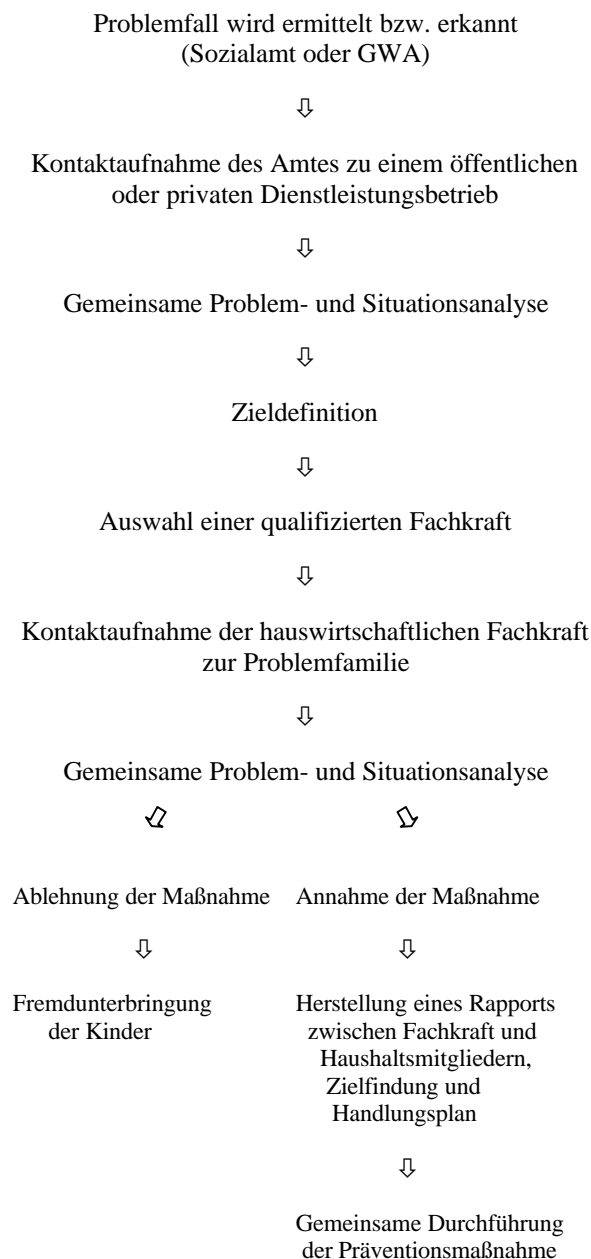 Problemfall wird ermittelt bzw. erkannt
(Sozialamt oder GWA)
⇩
Kontaktaufnahme des Amtes zu einem öffentlichen
oder privaten Dienstleistungsbetrieb
⇩
Gemeinsame Problem- und Situationsanalyse
⇩
Zieldefinition
⇩
Auswahl einer qualifizierten Fachkraft
⇩
Kontaktaufnahme der hauswirtschaftlichen Fachkraft
zur Problemfamilie
⇩
Gemeinsame Problem- und Situationsanalyse
Ablehnung der Maßnahme
⇩
Fremdunterbringung
der Kinder
Annahme der Maßnahme
⇩
Herstellung eines Rapports
zwischen Fachkraft und
Haushaltsmitgliedern,
Zielfindung und
Handlungsplan
⇩
Gemeinsame Durchführung
der Präventionsmaßnahme